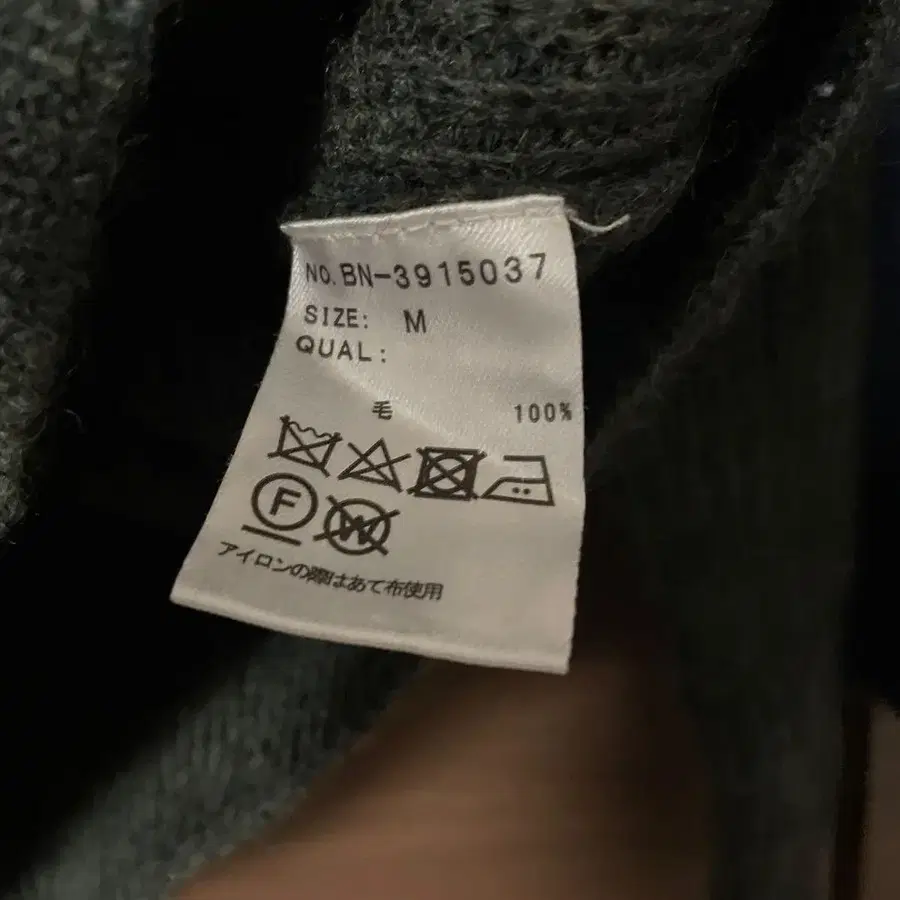 NO.BN-3915037
SIZE: M
QUAL:
毛 100%
F W
アイロンの際はあて布使用